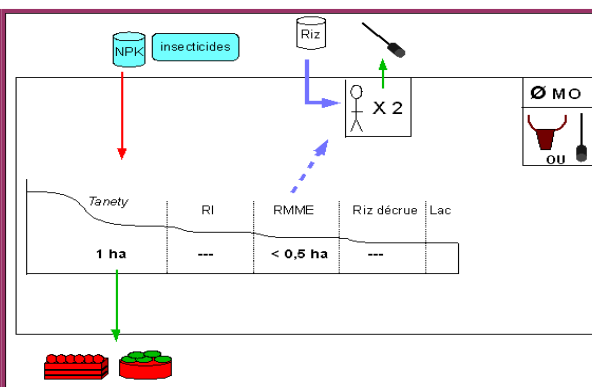 NPK
insecticides
Riz
X 2
Ø MO
OU
Tanety
RI
RMME
Riz décrue
Lac
1 ha
---
< 0,5 ha
---